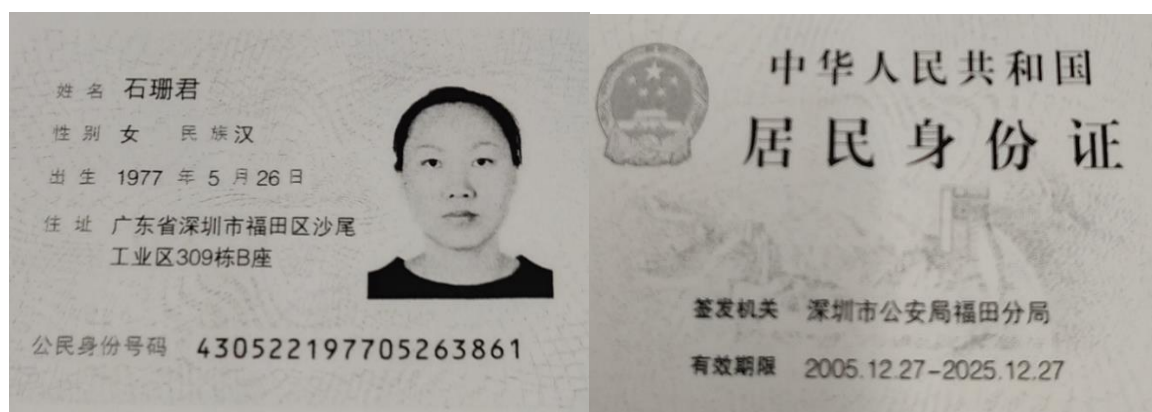 姓名 石珊君
性别 女 民族 汉
出生 1977 年 5 月 26 日
住址 广东省深圳市福田区沙尾
工业区309栋B座
公民身份号码 430522197705263861
中华人民共和国
居民身份证
签发机关 深圳市公安局福田分局
有效期限 2005.12.27-2025.12.27